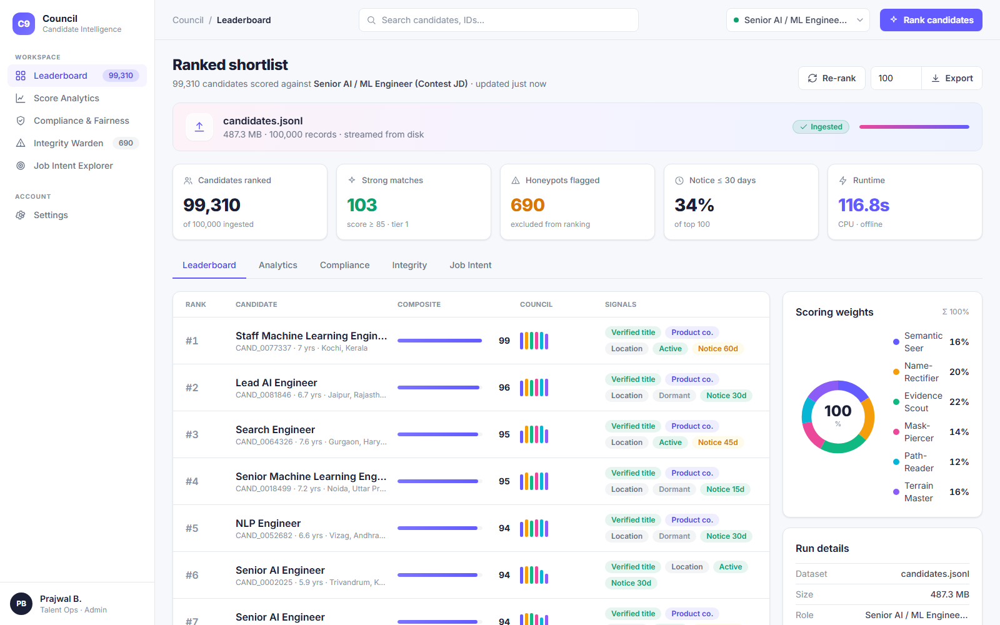 C9
Council
Candidate Intelligence
WORKSPACE
Leaderboard 99,310
Score Analytics
Compliance & Fairness
Integrity Warden 690
Job Intent Explorer
ACCOUNT
Settings
PB
Prajwal B.
Talent Ops · Admin
Council / Leaderboard
Search candidates, IDs...
Senior AI / ML Enginee...
Rank candidates
Ranked shortlist
99,310 candidates scored against Senior AI / ML Engineer (Contest JD) · updated just now
Re-rank
100
Export
candidates.jsonl
487.3 MB · 100,000 records · streamed from disk
Ingested
Candidates ranked
99,310
of 100,000 ingested
Strong matches
103
score ≥ 85 · tier 1
Honeypots flagged
690
excluded from ranking
Notice ≤ 30 days
34%
of top 100
Runtime
116.8s
CPU · offline
Leaderboard Analytics Compliance Integrity Job Intent
RANK CANDIDATE COMPOSITE COUNCIL SIGNALS
#1 Staff Machine Learning Engin... 99 Verified title Product co.
CAND_0077337 · 7 yrs · Kochi, Kerala Location Active Notice 60d
#2 Lead AI Engineer 96 Verified title Product co.
CAND_0081846 · 6.7 yrs · Jaipur, Rajasth... Location Dormant Notice 30d
#3 Search Engineer 95 Verified title Product co.
CAND_0064326 · 7.6 yrs · Gurgaon, Hary... Location Active Notice 45d
#4 Senior Machine Learning Eng... 95 Verified title Product co.
CAND_0018499 · 7.2 yrs · Noida, Uttar Pr... Location Dormant Notice 15d
#5 NLP Engineer 94 Verified title Product co.
CAND_0052682 · 6.6 yrs · Vizag, Andhra... Location Dormant Notice 30d
#6 Senior AI Engineer 94 Verified title Location Active
CAND_0002025 · 5.9 yrs · Trivandrum, K... Notice 30d
#7 Senior AI Engineer 94 Verified title Product co.
Scoring weights Σ 100%
100
%
Semantic Seer 16%
Name-Rectifier 20%
Evidence Scout 22%
Mask-Piercer 14%
Path-Reader 12%
Terrain Master 16%
Run details
Dataset candidates.jsonl
Size 487.3 MB
Role Senior AI / ML Enginee...